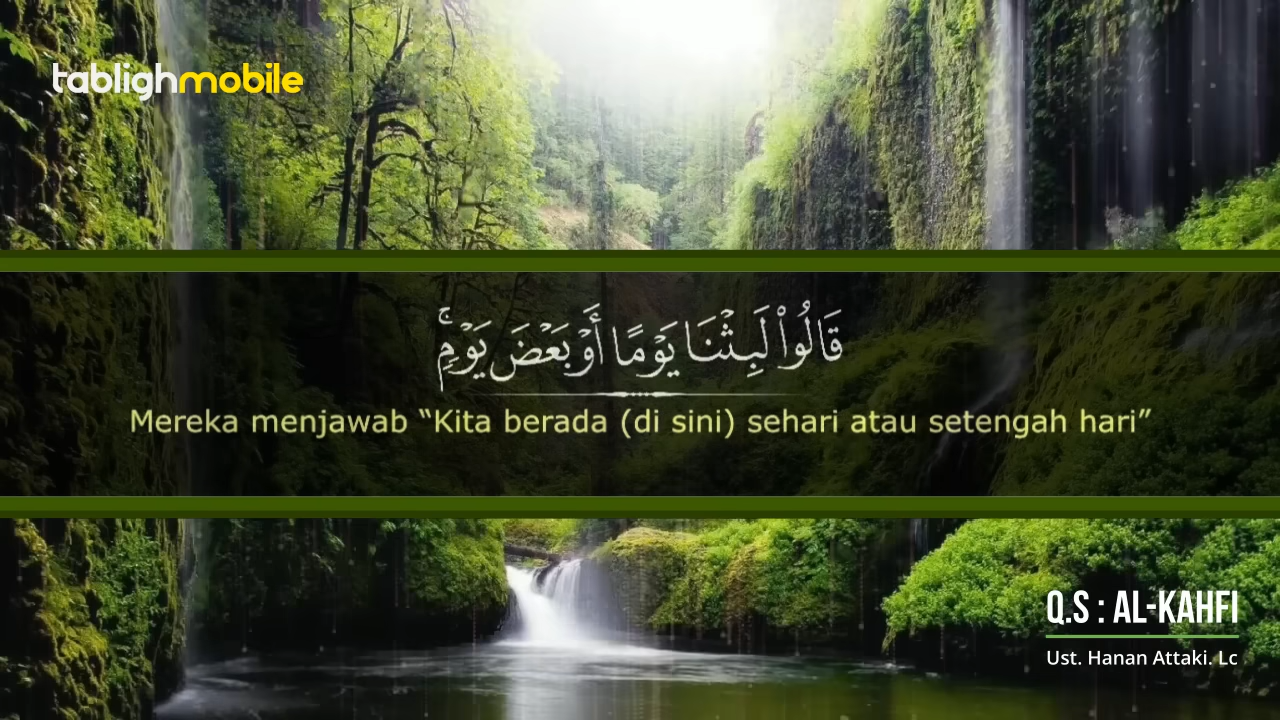 tablighmobile
قَالُوا۟ لَبِثْنَا يَوْمًا أَوْ بَعْضَ يَوْمٍۚ
Mereka menjawab “Kita berada (di sini) sehari atau setengah hari”
Q.S : AL-KAHFI
Ust. Hanan Attaki. Lc